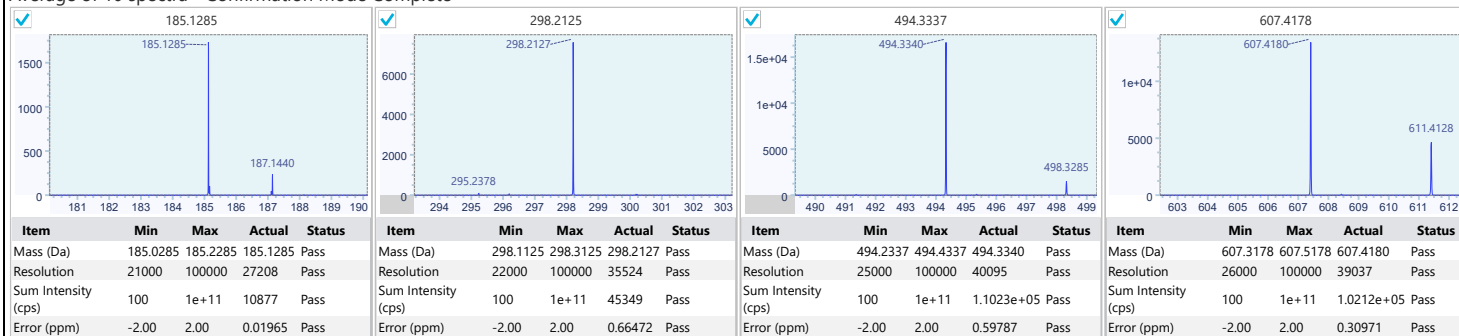 185.1285
298.2125
494.3337
607.4178
185.1285
187.1440
1500
1000
500
0
181 182 183 184 185 186 187 188 189 190
298.2127
295.2378
6000
4000
2000
0
294 295 296 297 298 299 300 301 302 303
494.3340
498.3285
1.5e+04
1e+04
5000
0
490 491 492 493 494 495 496 497 498 499
607.4180
611.4128
1e+04
5000
0
603 604 605 606 607 608 609 610 611 612
Item Min Max Actual Status
Mass (Da) 185.0285 185.2285 185.1285 Pass
Resolution 21000 100000 27208 Pass
Sum Intensity
(cps) 100 1e+11 10877 Pass
Error (ppm) -2.00 2.00 0.01965 Pass
Item Min Max Actual Status
Mass (Da) 298.1125 298.3125 298.2127 Pass
Resolution 22000 100000 35524 Pass
Sum Intensity
(cps) 100 1e+11 45349 Pass
Error (ppm) -2.00 2.00 0.66472 Pass
Item Min Max Actual Status
Mass (Da) 494.2337 494.4337 494.3340 Pass
Resolution 25000 100000 40095 Pass
Sum Intensity
(cps) 100 1e+11 1.1023e+05 Pass
Error (ppm) -2.00 2.00 0.59787 Pass
Item Min Max Actual Status
Mass (Da) 607.3178 607.5178 607.4180 Pass
Resolution 26000 100000 39037 Pass
Sum Intensity
(cps) 100 1e+11 1.0212e+05 Pass
Error (ppm) -2.00 2.00 0.30971 Pass